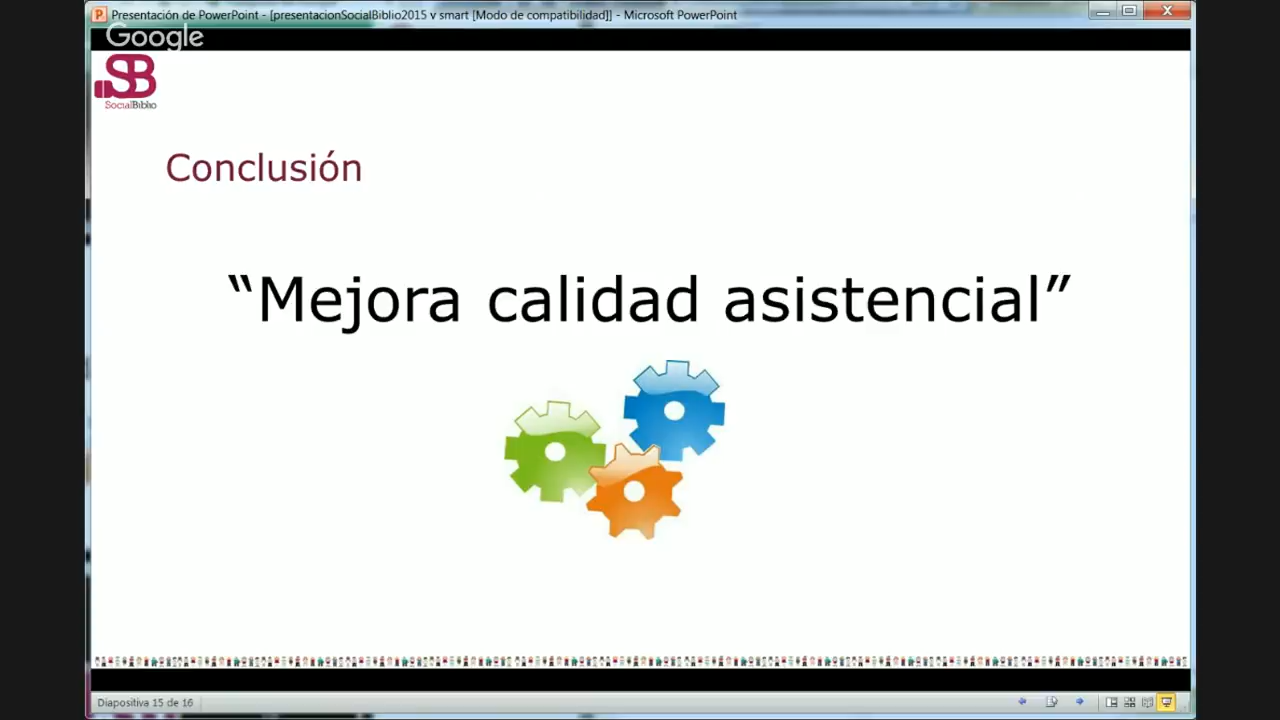 Presentación de PowerPoint - [presentacionSocialBiblio2015 v smart [Modo de compatibilidad]] - Microsoft PowerPoint
Google
SB
SocialBiblio
Conclusión
“Mejora calidad asistencial”
Diapositiva 15 de 16